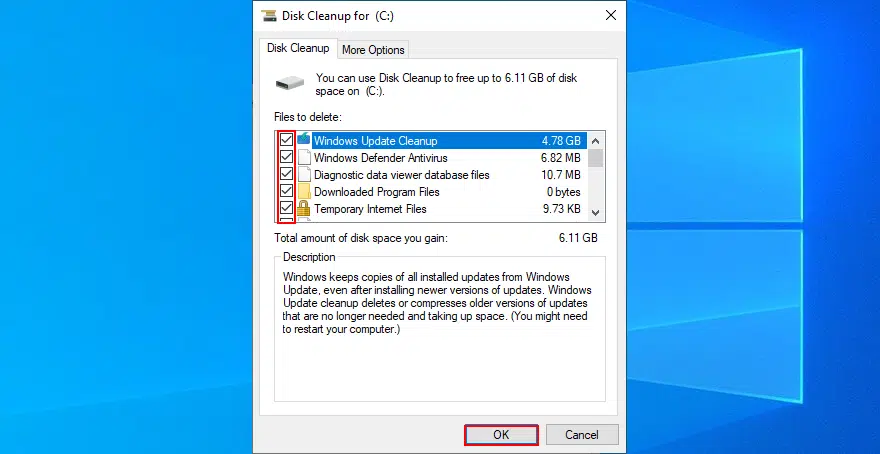 Disk Cleanup for (C:)
Disk Cleanup
More Options
You can use Disk Cleanup to free up to 6.11 GB of disk
space on (C:).
Files to delete:
Windows Update Cleanup 4.78 GB
Windows Defender Antivirus 6.82 MB
Diagnostic data viewer database files 10.7 MB
Downloaded Program Files 0 bytes
Temporary Internet Files 9.73 KB
Total amount of disk space you gain: 6.11 GB
Description
Windows keeps copies of all installed updates from Windows
Update, even after installing newer versions of updates. Windows
Update cleanup deletes or compresses older versions of updates
that are no longer needed and taking up space. (You might need
to restart your computer.)
OK
Cancel